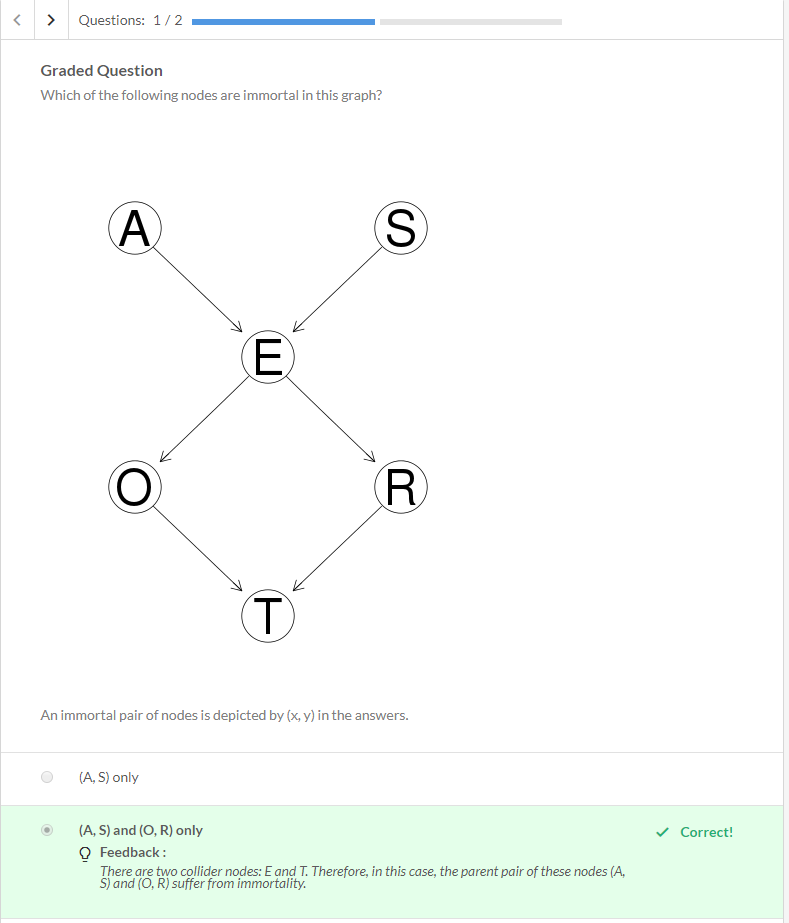 Questions: 1 / 2
Graded Question
Which of the following nodes are immortal in this graph?
A
S
E
O
R
T
An immortal pair of nodes is depicted by (x, y) in the answers.
(A, S) only
(A, S) and (O, R) only
Correct!
Feedback :
There are two collider nodes: E and T. Therefore, in this case, the parent pair of these nodes (A,
S) and (O, R) suffer from immortality.